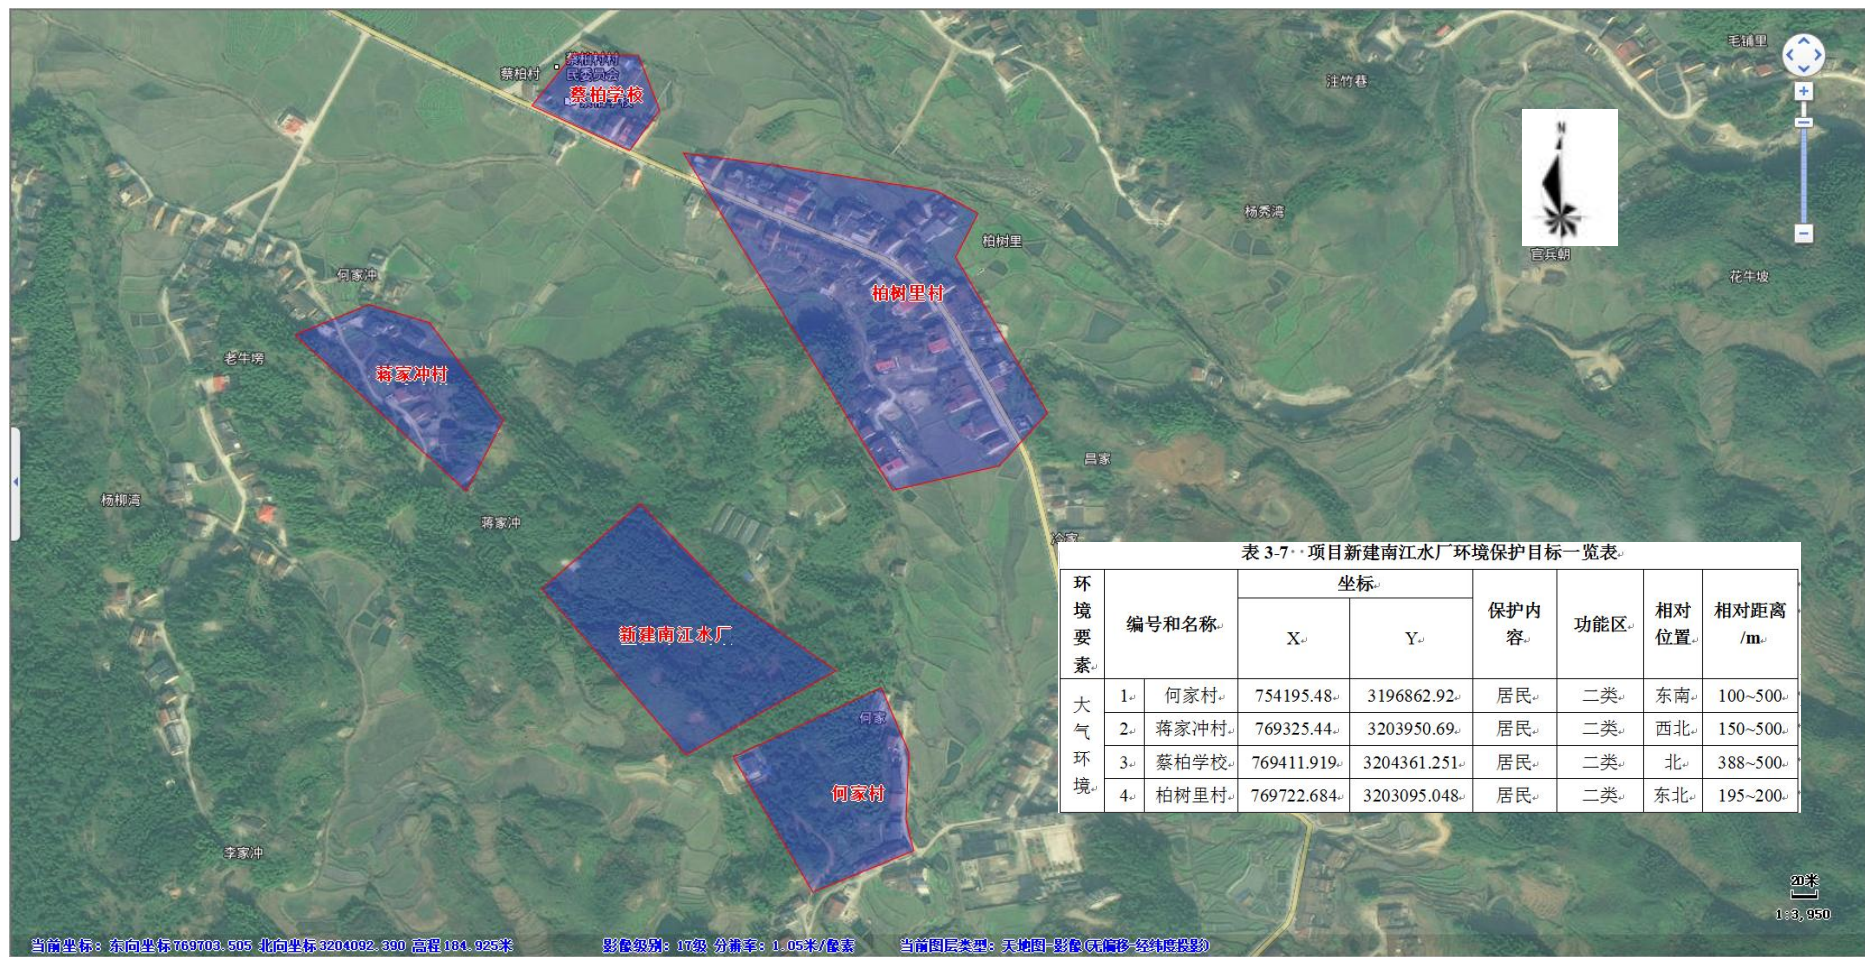 毛铺里
蔡柏村村
民委员会
蔡柏村
蔡柏学校
注竹巷
N
杨秀湾
柏树里
官兵朝
花牛坡
何家冲
柏树里村
老牛塝
蒋家冲村
昌家
杨柳湾
蒋家冲
冷家
新建南江水厂
何家
何家村
李家冲
表 3-7 项目新建南江水厂环境保护目标一览表
环境要素 编号和名称 坐标 保护内容 功能区 相对位置 相对距离/m
X Y
大气环境 1 何家村 754195.48 3196862.92 居民 二类 东南 100~500
2 蒋家冲村 769325.44 3203950.69 居民 二类 西北 150~500
3 蔡柏学校 769411.919 3204361.251 居民 二类 北 388~500
4 柏树里村 769722.684 3203095.048 居民 二类 东北 195~200
20米
1:3,950
当前坐标：东向坐标769703.505 北向坐标3204092.390 高程184.925米 影像级别：17级 分辨率：1.05米/像素 当前图层类型：天地图-影像(无偏移-经纬度投影)